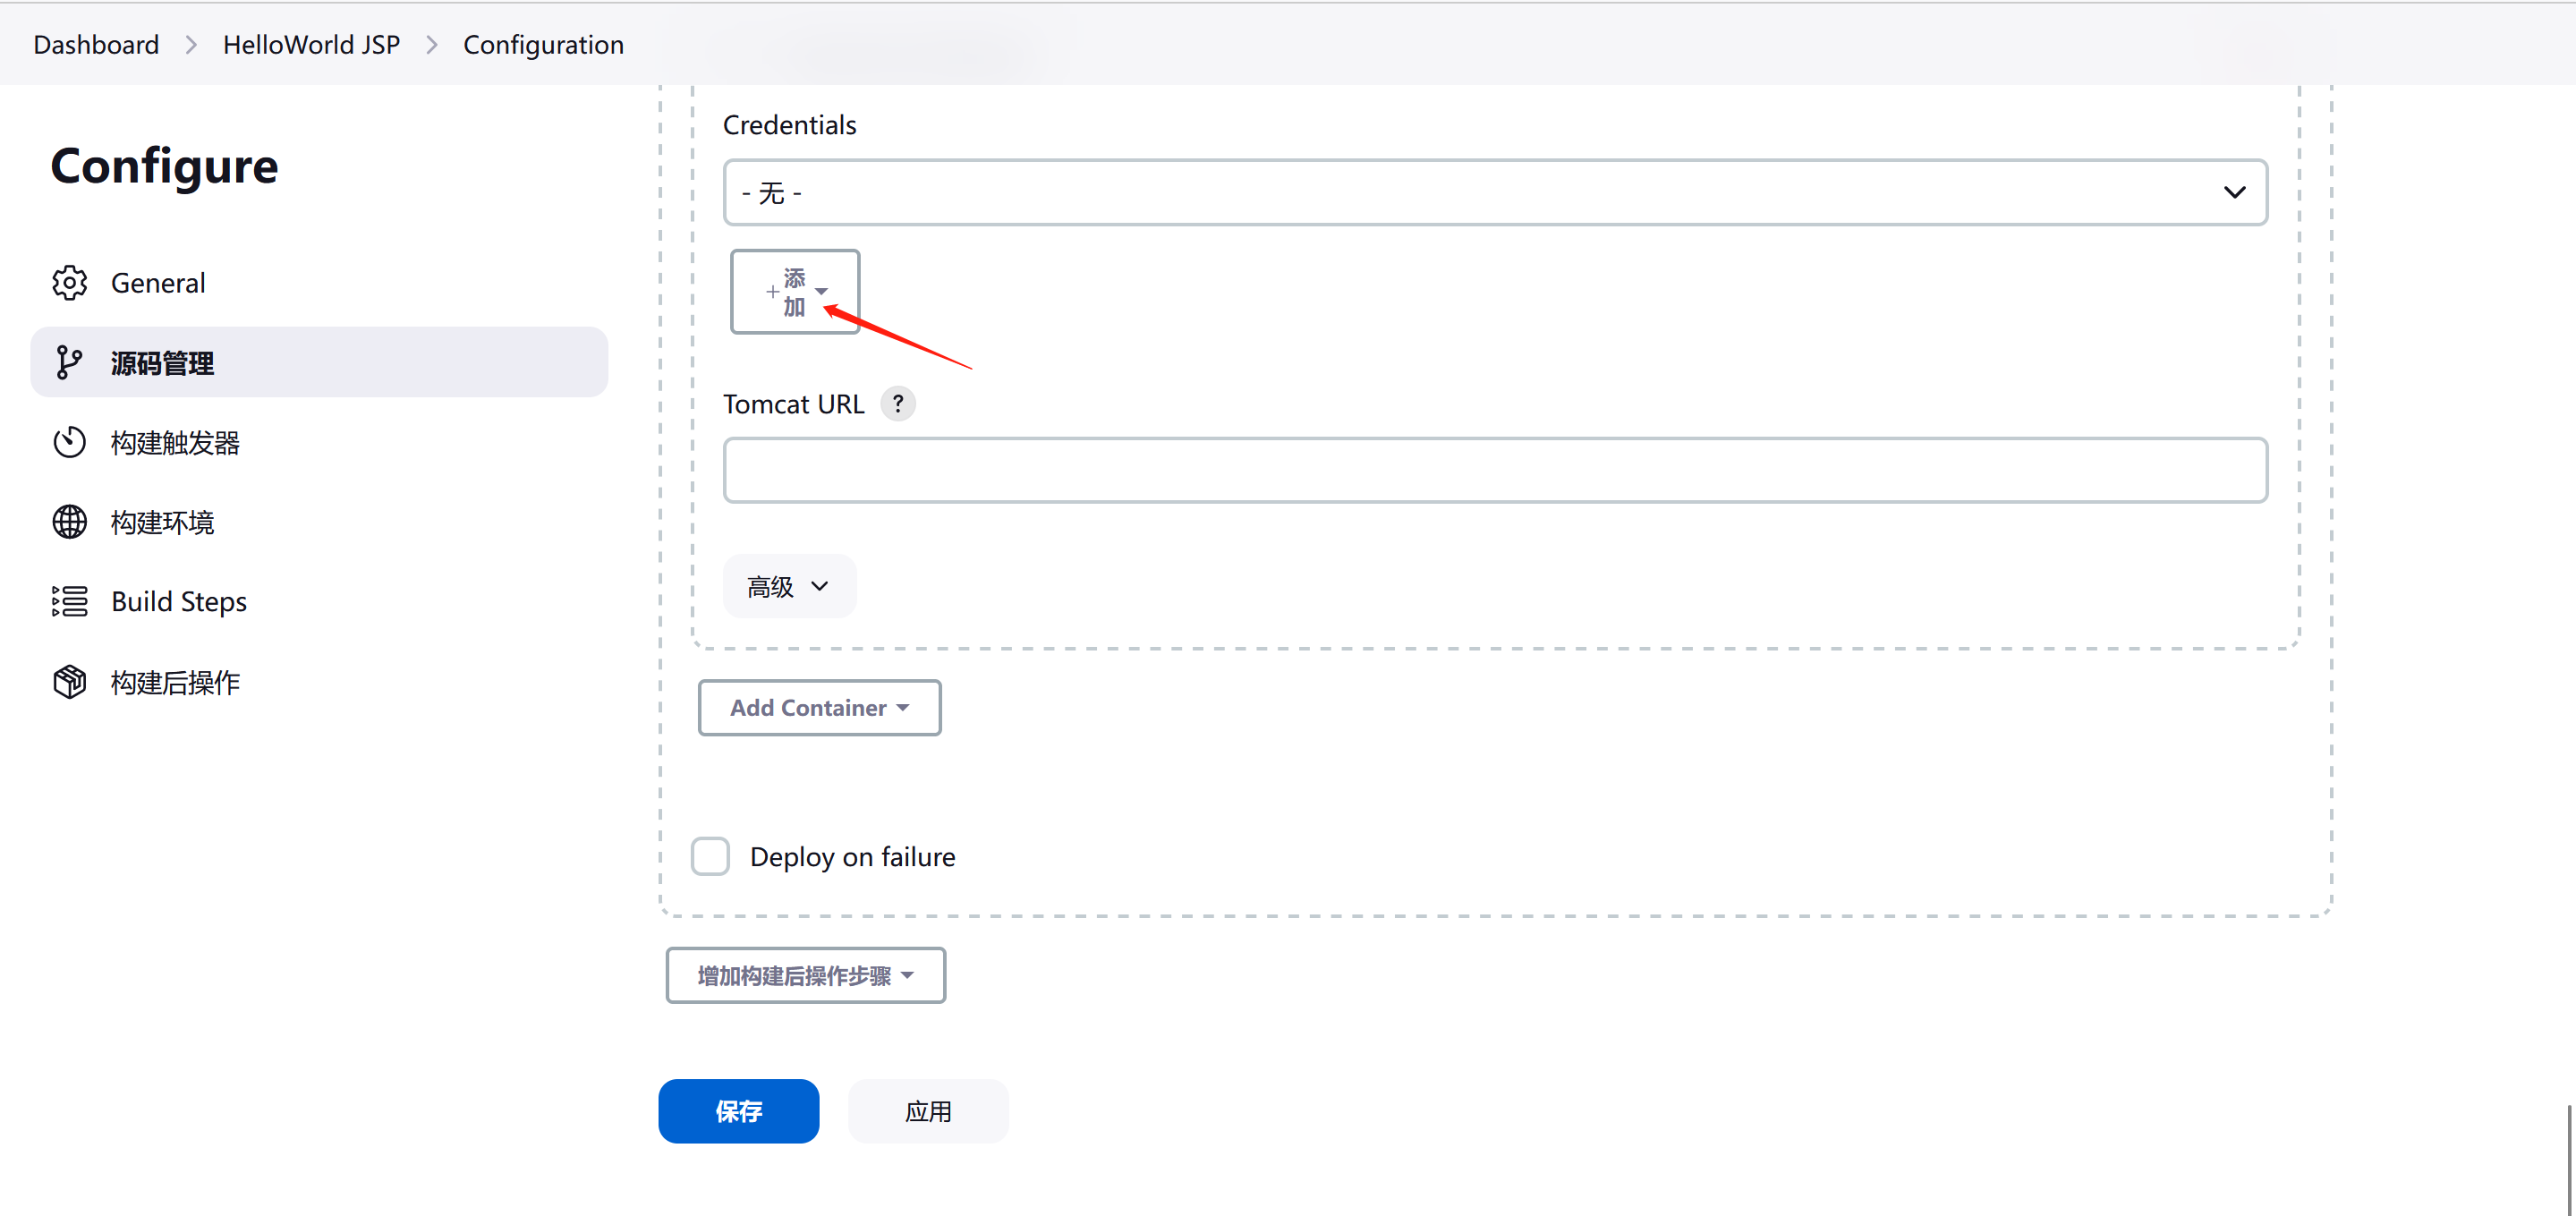 Dashboard > HelloWorld JSP > Configuration
Configure
General
源码管理
构建触发器
构建环境
Build Steps
构建后操作
Credentials
- 无 -
+ 添
加
Tomcat URL ?
高级
Add Container
Deploy on failure
增加构建后操作步骤
保存 应用